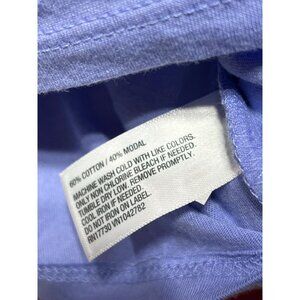 60% COTTON / 40% MODAL
MACHINE WASH COLD WITH LIKE COLORS.
ONLY NON CHLORINE BLEACH IF NEEDED.
TUMBLE DRY LOW. REMOVE PROMPTLY.
COOL IRON IF NEEDED.
DO NOT IRON ON LABEL.
RN17730 VN1042782